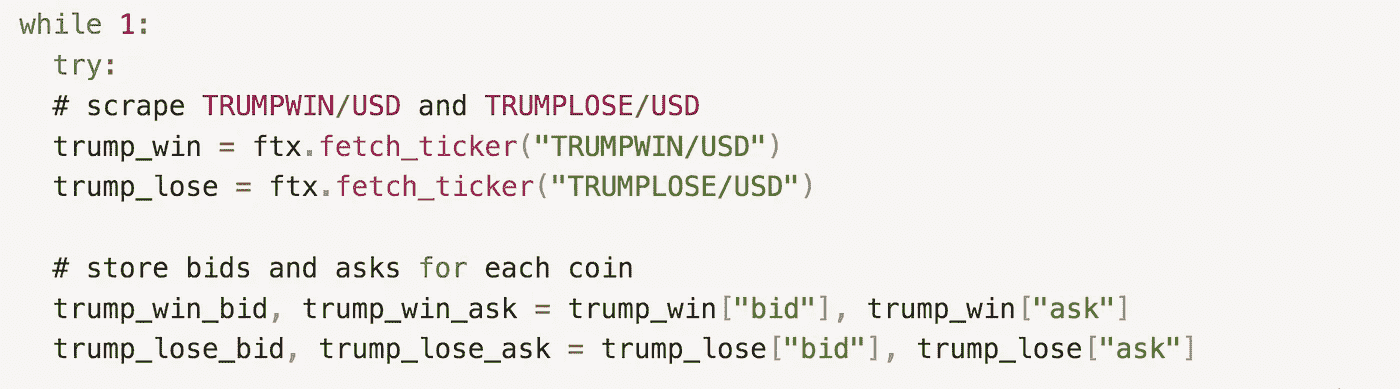 while 1:
  try:
  # scrape TRUMPWIN/USD and TRUMPLOSE/USD
  trump_win = ftx.fetch_ticker("TRUMPWIN/USD")
  trump_lose = ftx.fetch_ticker("TRUMPLOSE/USD")

  # store bids and asks for each coin
  trump_win_bid, trump_win_ask = trump_win["bid"], trump_win["ask"]
  trump_lose_bid, trump_lose_ask = trump_lose["bid"], trump_lose["ask"]